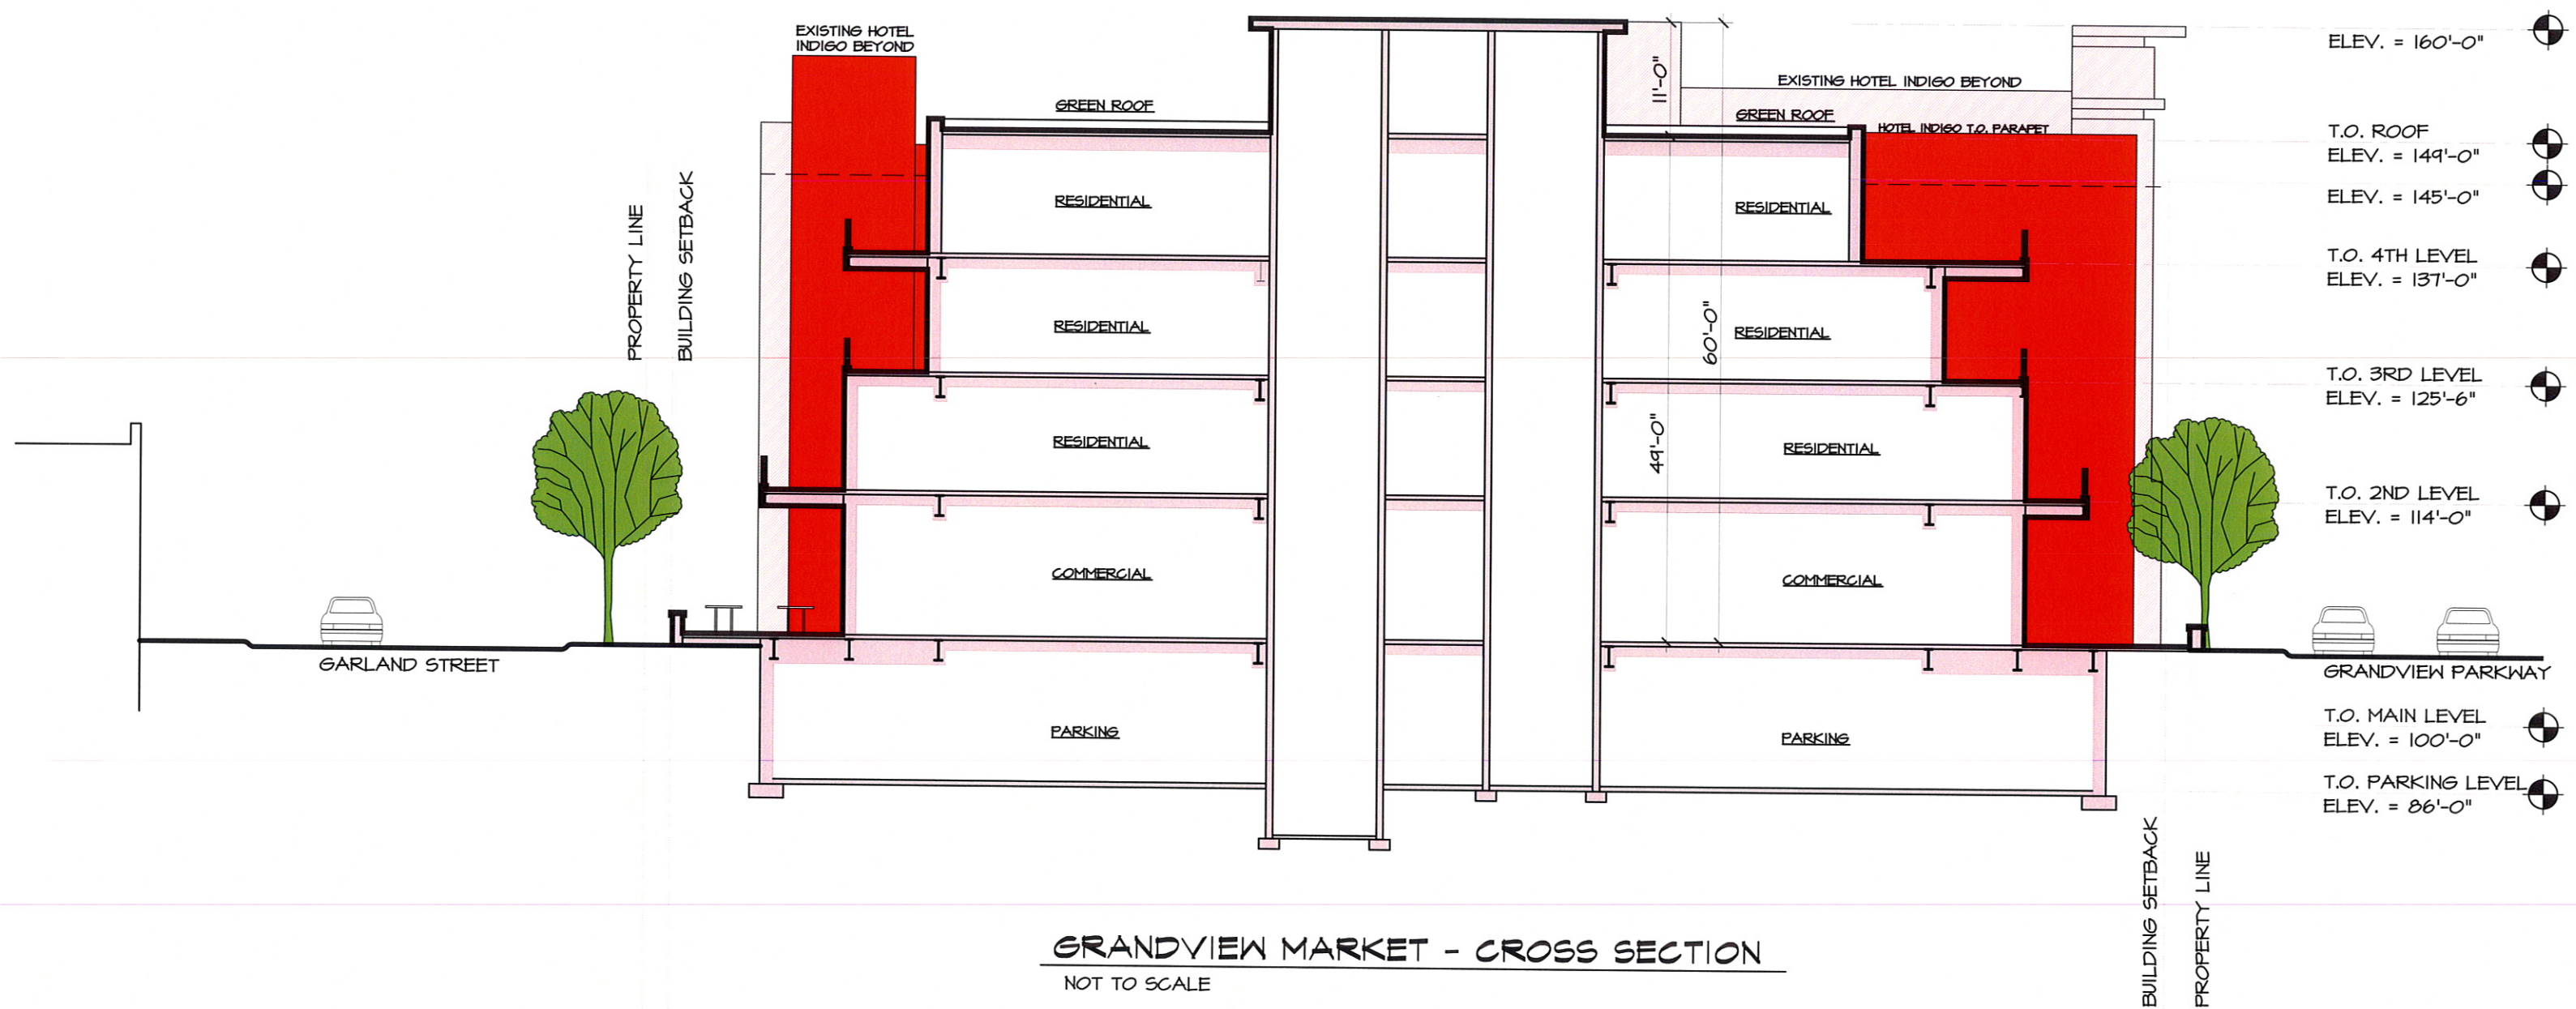 EXISTING HOTEL
INDIGO BEYOND
GREEN ROOF
EXISTING HOTEL INDIGO BEYOND
GREEN ROOF
HOTEL INDIGO T.O. PARAPET
11'-0"
60'-0"
49'-0"
PROPERTY LINE
BUILDING SETBACK
RESIDENTIAL
RESIDENTIAL
RESIDENTIAL
RESIDENTIAL
RESIDENTIAL
RESIDENTIAL
COMMERCIAL
COMMERCIAL
PARKING
PARKING
GARLAND STREET
GRANDVIEW PARKWAY
ELEV. = 160'-0"
T.O. ROOF
ELEV. = 149'-0"
ELEV. = 145'-0"
T.O. 4TH LEVEL
ELEV. = 137'-0"
T.O. 3RD LEVEL
ELEV. = 125'-6"
T.O. 2ND LEVEL
ELEV. = 114'-0"
T.O. MAIN LEVEL
ELEV. = 100'-0"
T.O. PARKING LEVEL
ELEV. = 86'-0"
BUILDING SETBACK
PROPERTY LINE
GRANDVIEW MARKET - CROSS SECTION
NOT TO SCALE